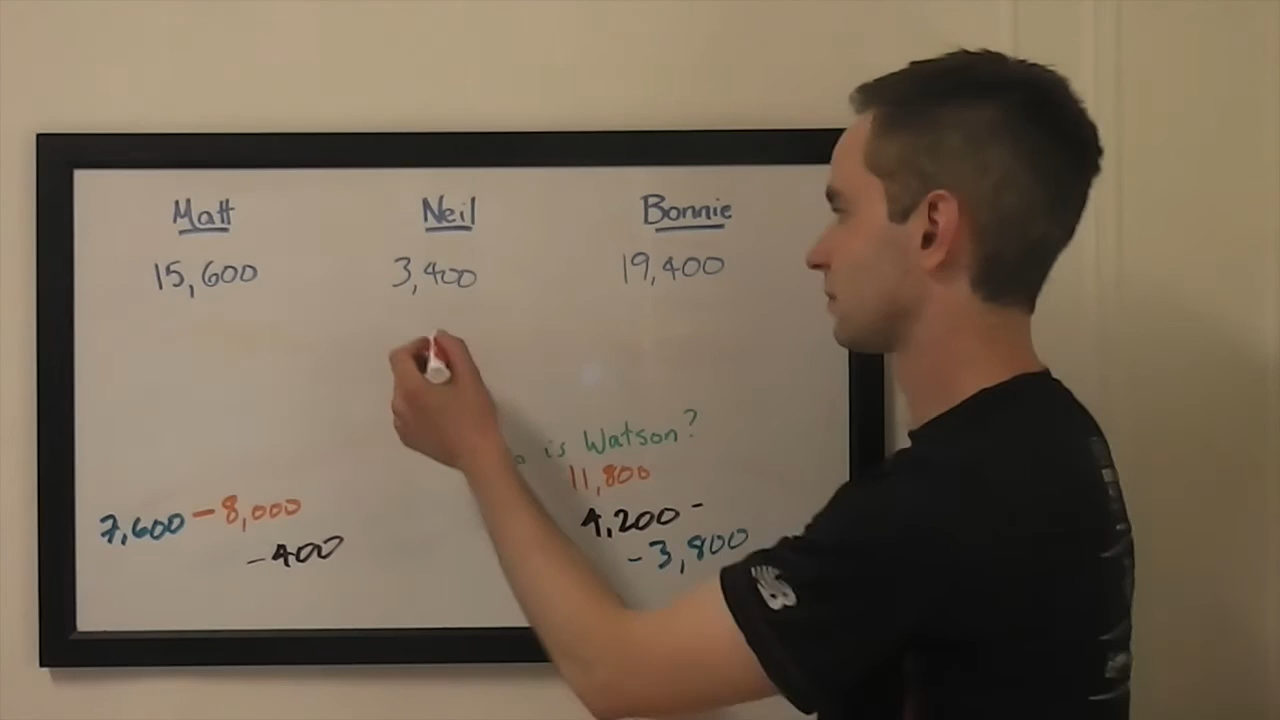 Matt Neil Bonnie
15,600 3,400 19,400
is Watson?
11,800
7,600 - 8,000 4,200 -
- 400 - 3,800